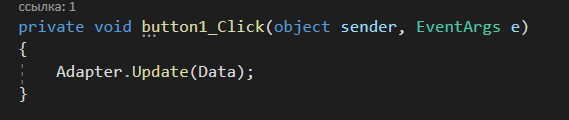 ссылка: 1
private void button1_Click(object sender, EventArgs e)
{
Adapter.Update(Data);
}